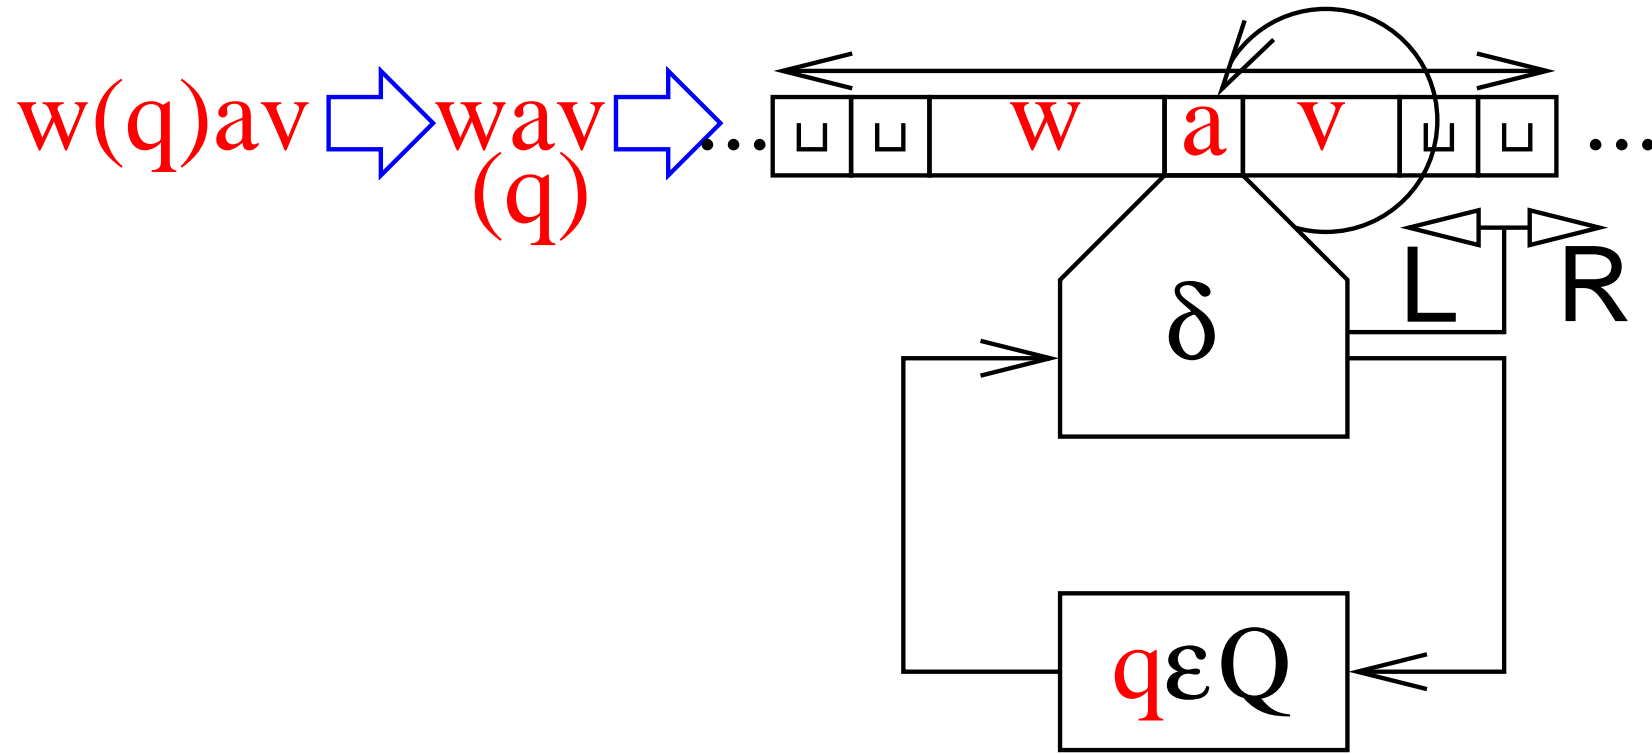 w(q)av wav ... ⊔ ⊔ w a v ⊔ ⊔ ...
(q)
L R
δ
qεQ